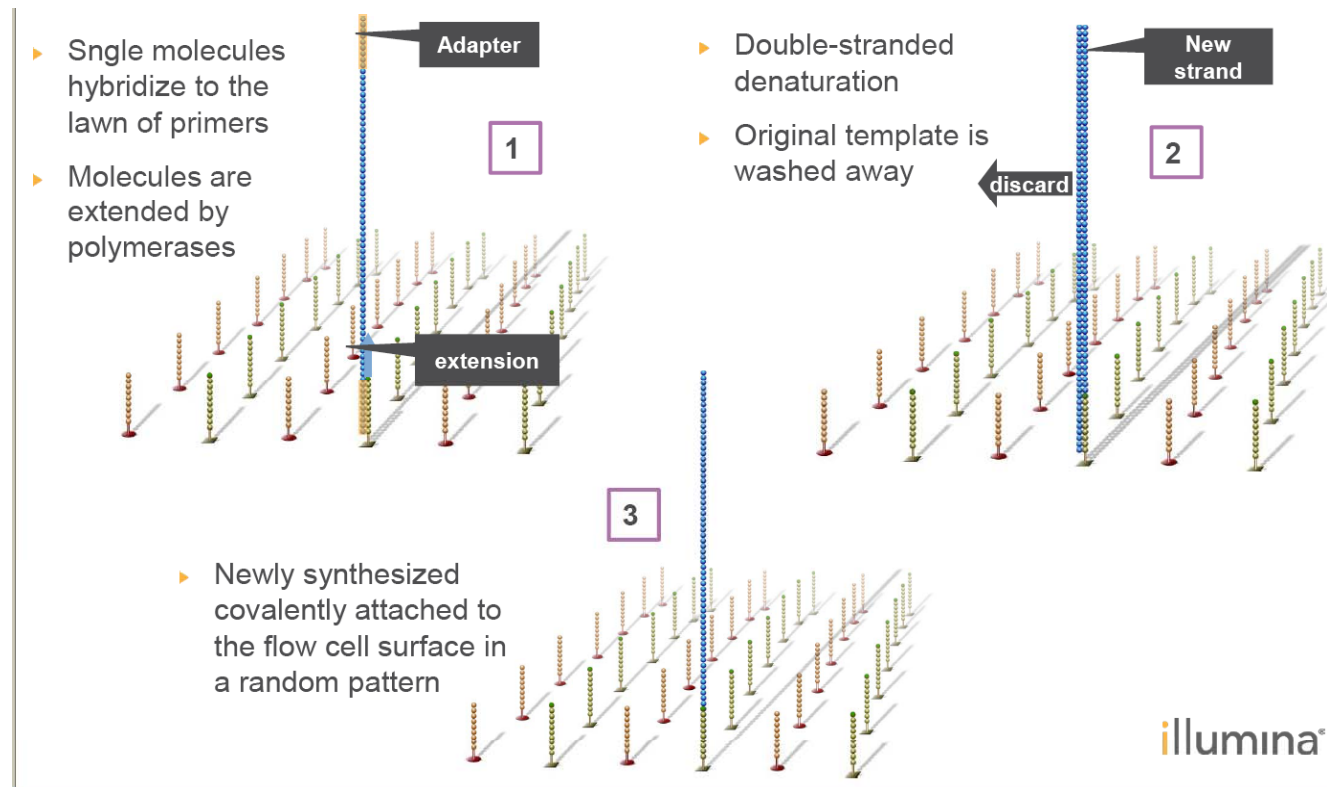 Sngle molecules
hybridize to the
lawn of primers
Molecules are
extended by
polymerases
Adapter
1
extension
Double-stranded
denaturation
Original template is
washed away
discard
New
strand
2
3
Newly synthesized
covalently attached to
the flow cell surface in
a random pattern
illumina®